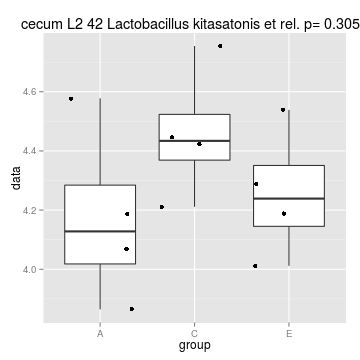 cecum L2 42 Lactobacillus kitasatonis et rel. p= 0.305
data
4.6
4.4
4.2
4.0
A
C
E
group